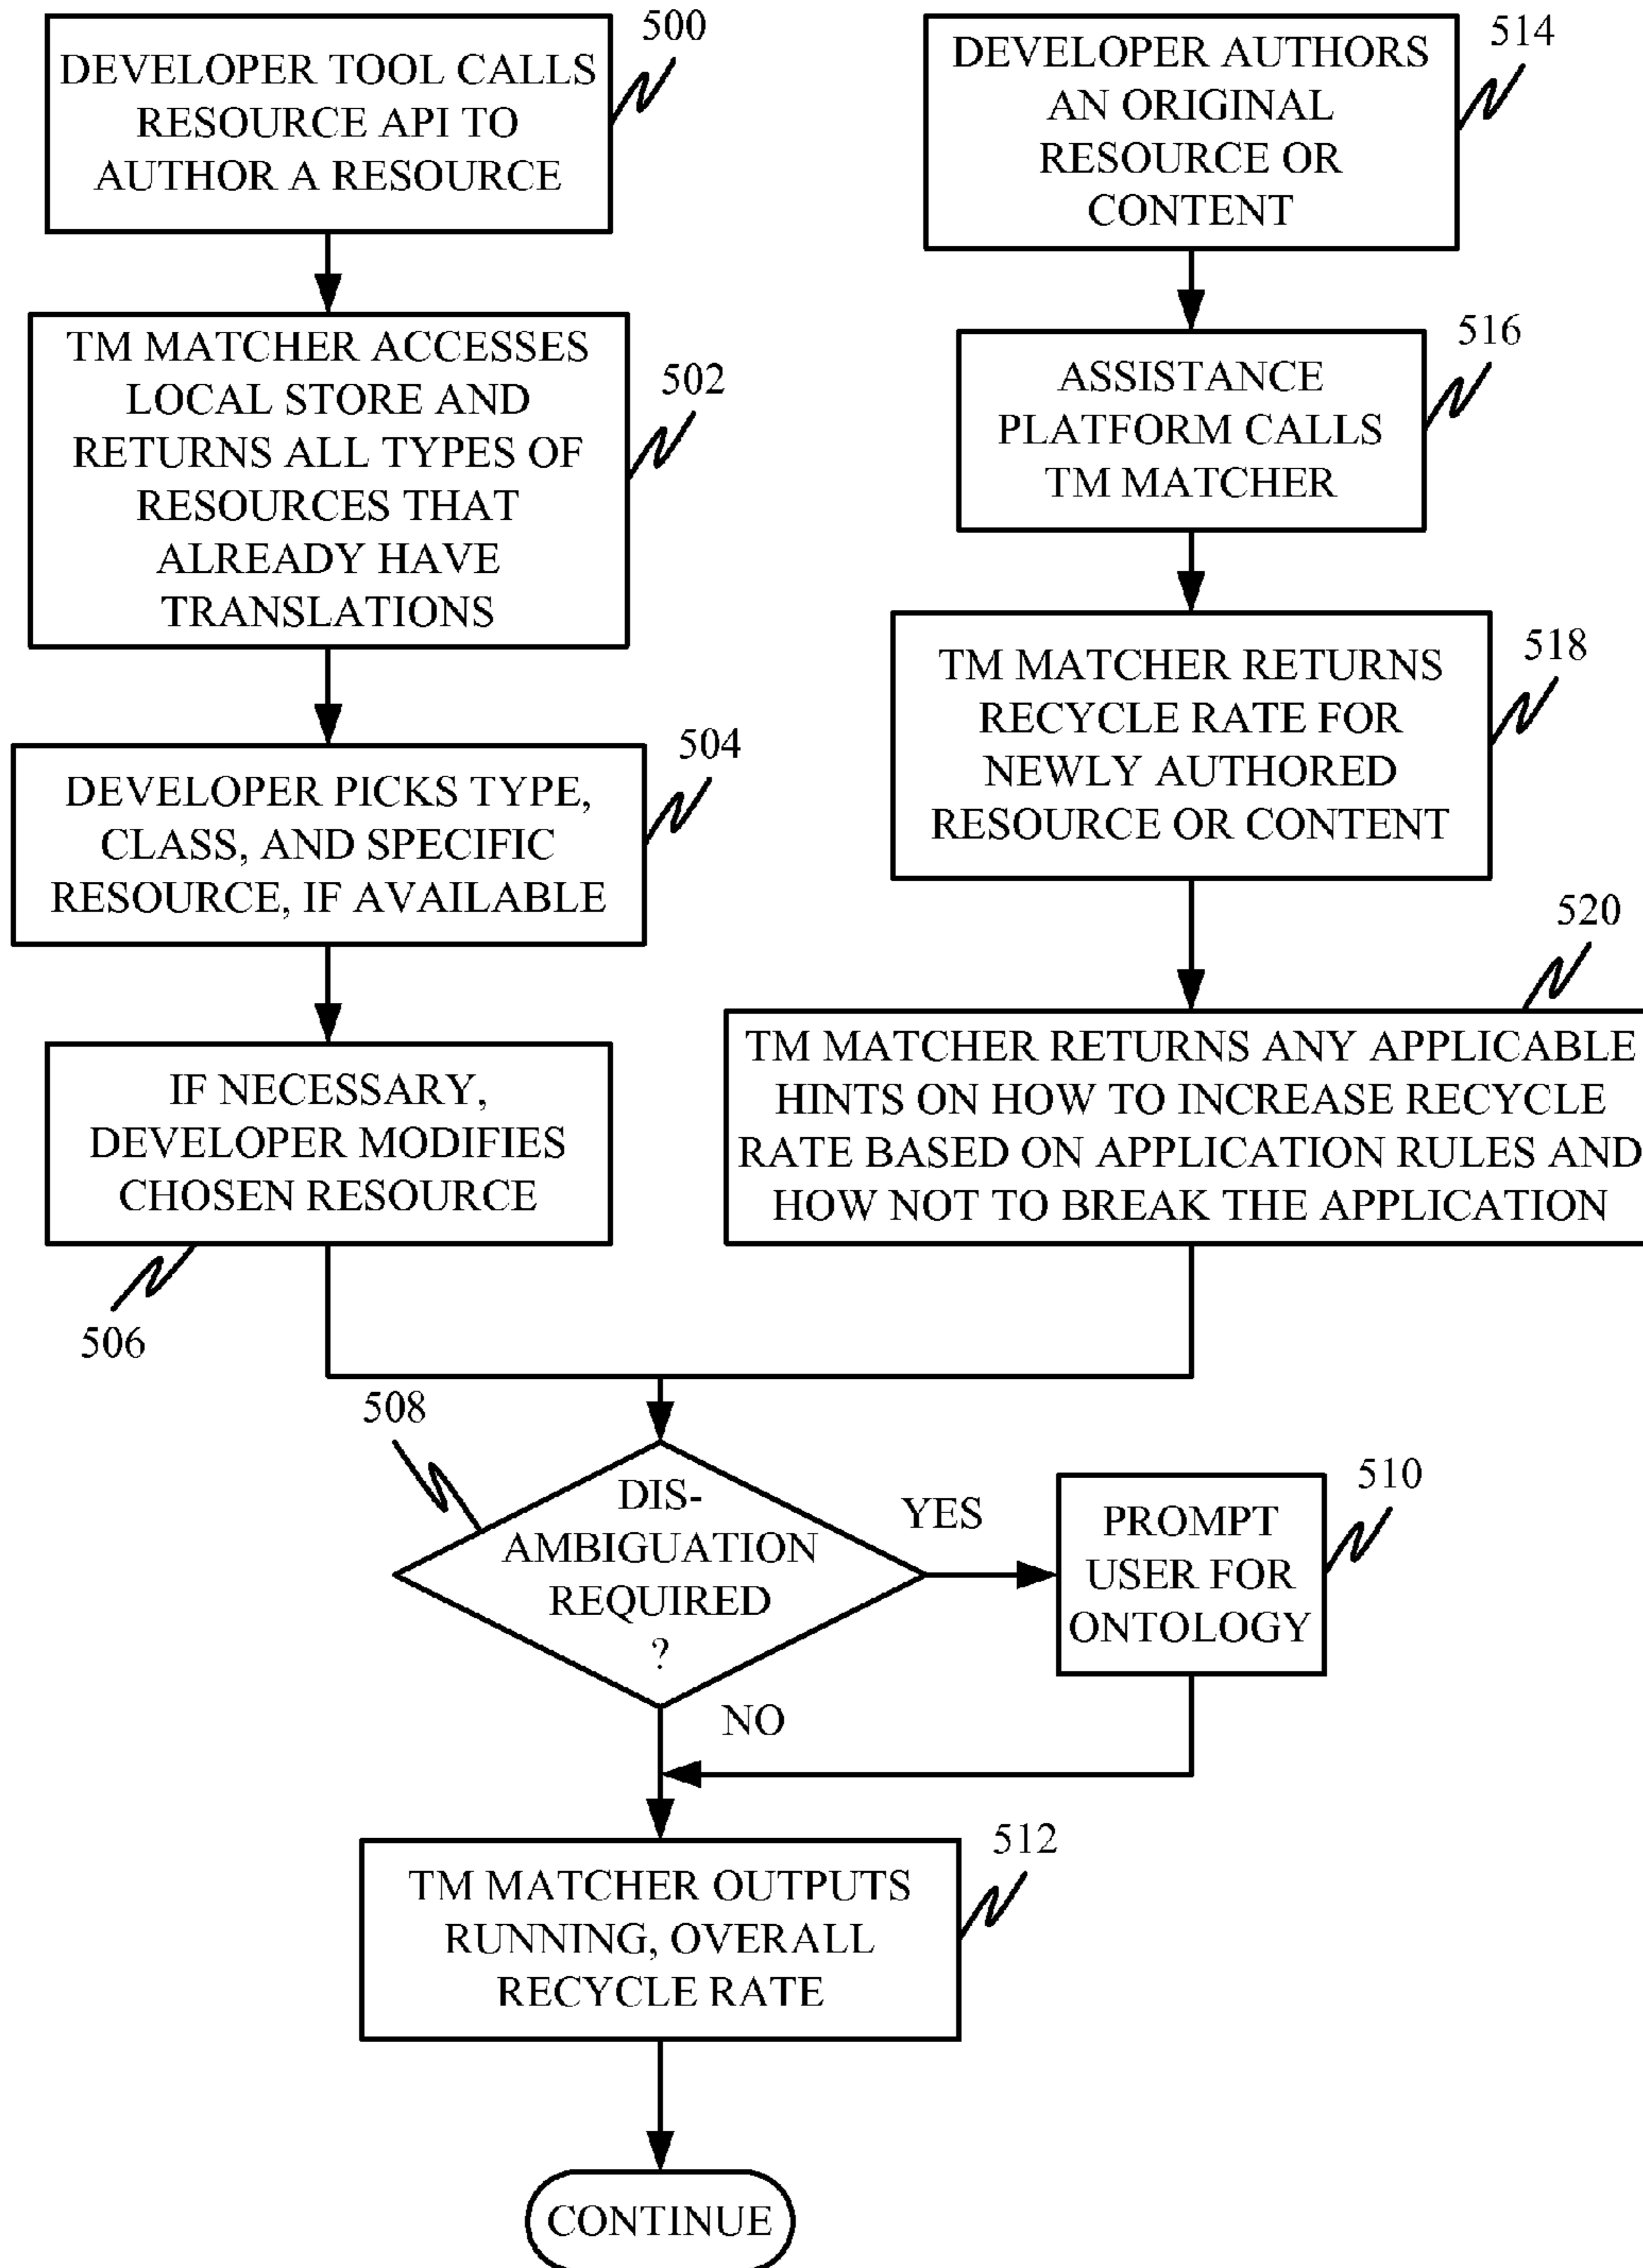 500
DEVELOPER TOOL CALLS
RESOURCE API TO
AUTHOR A RESOURCE
502
TM MATCHER ACCESSES
LOCAL STORE AND
RETURNS ALL TYPES OF
RESOURCES THAT
ALREADY HAVE
TRANSLATIONS
504
DEVELOPER PICKS TYPE,
CLASS, AND SPECIFIC
RESOURCE, IF AVAILABLE
IF NECESSARY,
DEVELOPER MODIFIES
CHOSEN RESOURCE
506
514
DEVELOPER AUTHORS
AN ORIGINAL
RESOURCE OR
CONTENT
516
ASSISTANCE
PLATFORM CALLS
TM MATCHER
518
TM MATCHER RETURNS
RECYCLE RATE FOR
NEWLY AUTHORED
RESOURCE OR CONTENT
520
TM MATCHER RETURNS ANY APPLICABLE
HINTS ON HOW TO INCREASE RECYCLE
RATE BASED ON APPLICATION RULES AND
HOW NOT TO BREAK THE APPLICATION
508
DIS-
AMBIGUATION
REQUIRED
?
YES
510
PROMPT
USER FOR
ONTOLOGY
NO
512
TM MATCHER OUTPUTS
RUNNING, OVERALL
RECYCLE RATE
CONTINUE